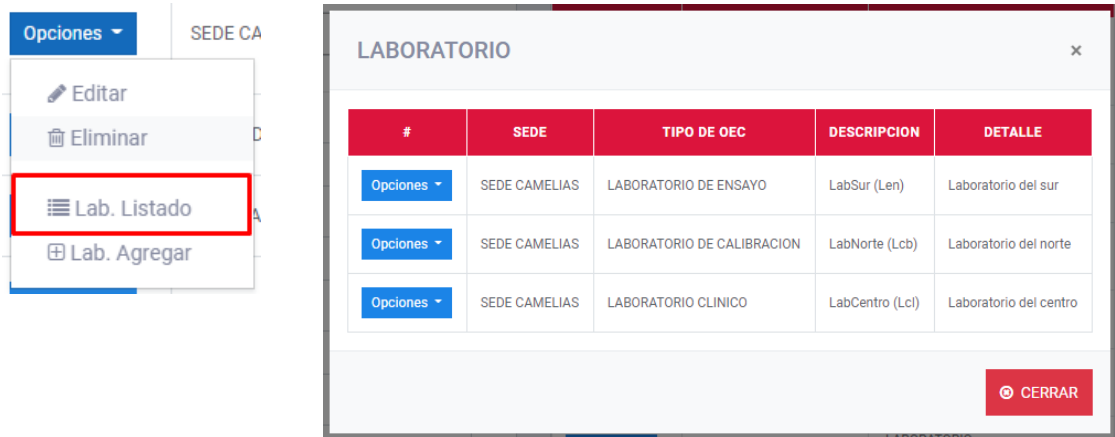 Opciones
SEDE CA
Editar
Eliminar
Lab. Listado
Lab. Agregar
LABORATORIO
×
# SEDE TIPO DE OEC DESCRIPCION DETALLE
Opciones SEDE CAMELIAS LABORATORIO DE ENSAYO LabSur (Len) Laboratorio del sur
Opciones SEDE CAMELIAS LABORATORIO DE CALIBRACION LabNorte (Lcb) Laboratorio del norte
Opciones SEDE CAMELIAS LABORATORIO CLINICO LabCentro (Lcl) Laboratorio del centro
CERRAR